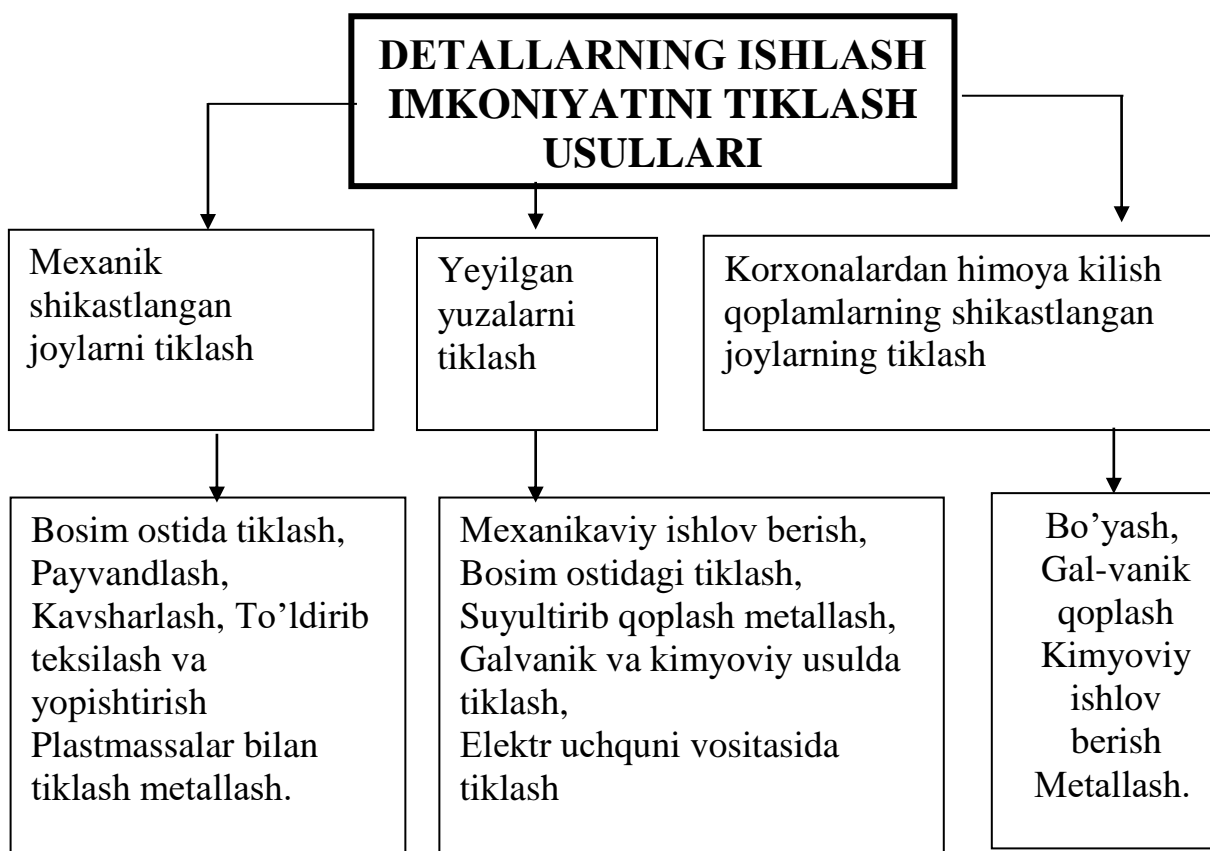 DETALLARNING ISHLASH
IMKONIYATINI TIKLASH
USULLARI
Mexanik
shikastlangan
joylarni tiklash
Yeyilgan
yuzalarni
tiklash
Korxonalardan himoya kilish
qoplamlarning shikastlangan
joylarning tiklash
Bosim ostida tiklash,
Payvandlash,
Kavsharlash, To’ldirib
teksilash va
yopishtirish
Plastmassalar bilan
tiklash metallash.
Mexanikaviy ishlov berish,
Bosim ostidagi tiklash,
Suyultirib qoplash metallash,
Galvanik va kimyoviy usulda
tiklash,
Elektr uchquni vositasida
tiklash
Bo’yash,
Gal-vanik
qoplash
Kimyoviy
ishlov
berish
Metallash.